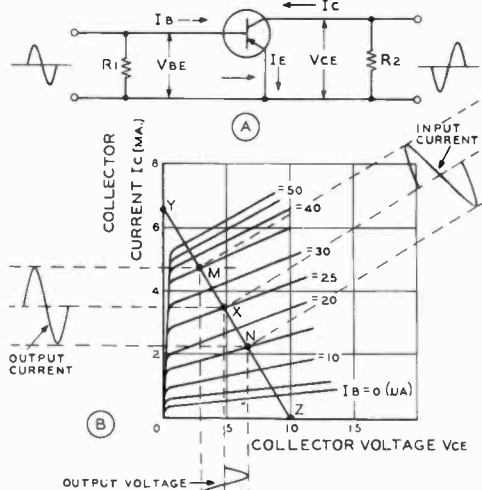 IB
IC
R1
VBE
IE
VCE
R2
A
COLLECTOR
CURRENT IC (MA.)
INPUT
CURRENT
8
6
4
2
0
5
10
15
Y
M
X
N
Z
=50
=40
=30
=25
=20
=10
IB=0 (µA)
OUTPUT
CURRENT
B
COLLECTOR VOLTAGE VCE
OUTPUT VOLTAGE